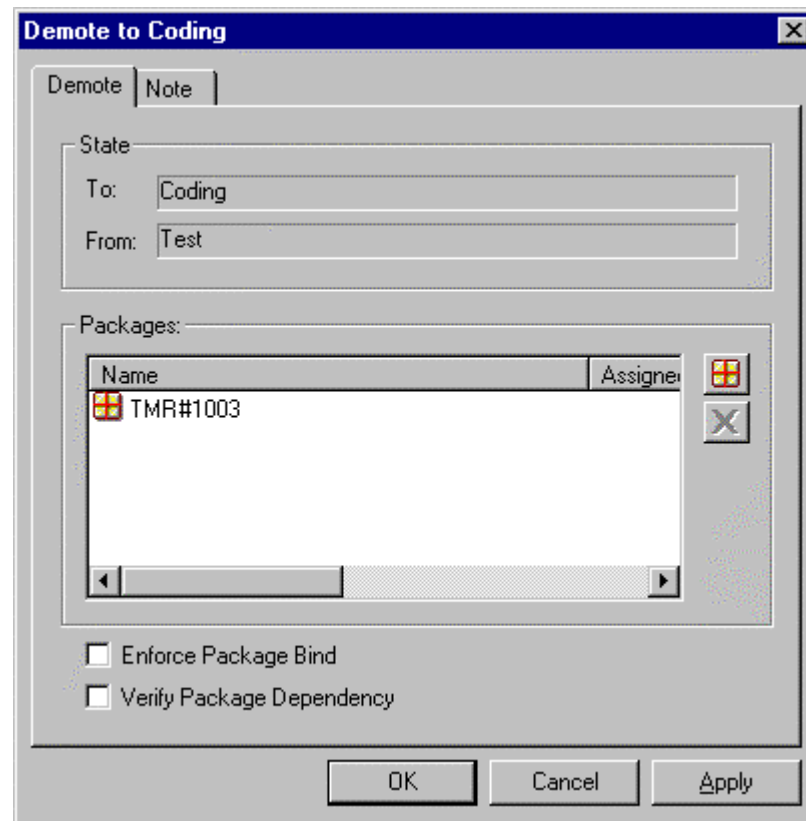 Demote to Coding
Demote Note
State
To: Coding
From: Test
Packages:
Name Assigne
TMR#1003
Enforce Package Bind
Verify Package Dependency
OK Cancel Apply